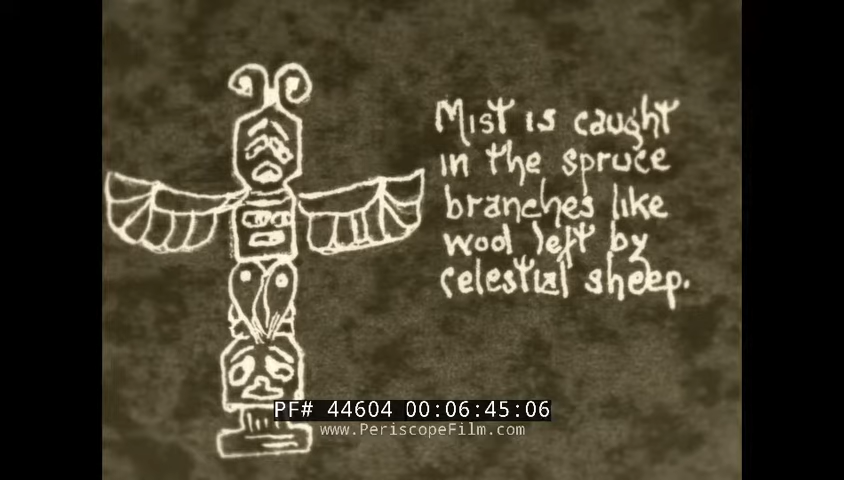 Mist is caught
in the spruce
branches like
wool left by
celestial sheep.
PF# 44604 00:06:45:06
www.PeriscopeFilm.com